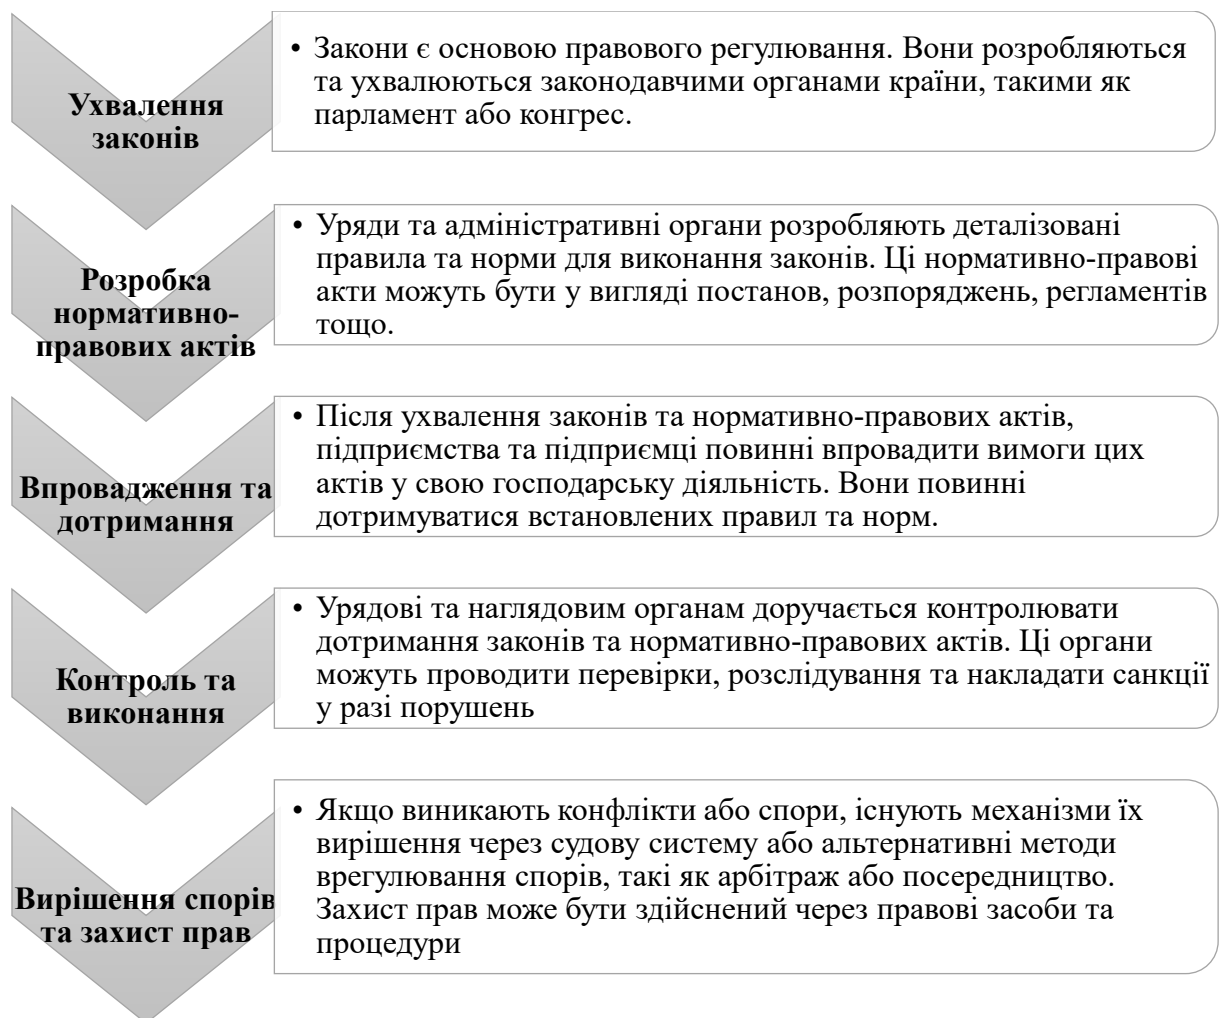 Ухвалення
законів
• Закони є основою правового регулювання. Вони розробляються
та ухвалюються законодавчими органами країни, такими як
парламент або конгрес.
Розробка
нормативно-
правових актів
• Уряди та адміністративні органи розробляють деталізовані
правила та норми для виконання законів. Ці нормативно-правові
акти можуть бути у вигляді постанов, розпоряджень, регламентів
тощо.
Впровадження та
дотримання
• Після ухвалення законів та нормативно-правових актів,
підприємства та підприємці повинні впровадити вимоги цих
актів у свою господарську діяльність. Вони повинні
дотримуватися встановлених правил та норм.
Контроль та
виконання
• Урядові та наглядовим органам доручається контролювати
дотримання законів та нормативно-правових актів. Ці органи
можуть проводити перевірки, розслідування та накладати санкції
у разі порушень
Вирішення спорів
та захист прав
• Якщо виникають конфлікти або спори, існують механізми їх
вирішення через судову систему або альтернативні методи
врегулювання спорів, такі як арбітраж або посередництво.
Захист прав може бути здійснений через правові засоби та
процедури